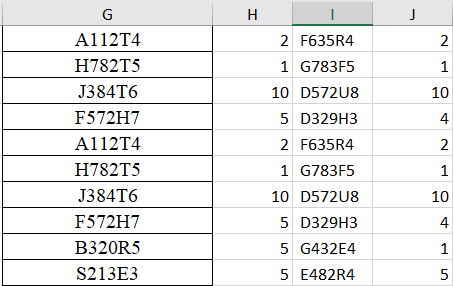 G H I J
A112T4 2 F635R4 2
H782T5 1 G783F5 1
J384T6 10 D572U8 10
F572H7 5 D329H3 4
A112T4 2 F635R4 2
H782T5 1 G783F5 1
J384T6 10 D572U8 10
F572H7 5 D329H3 4
B320R5 5 G432E4 1
S213E3 5 E482R4 5